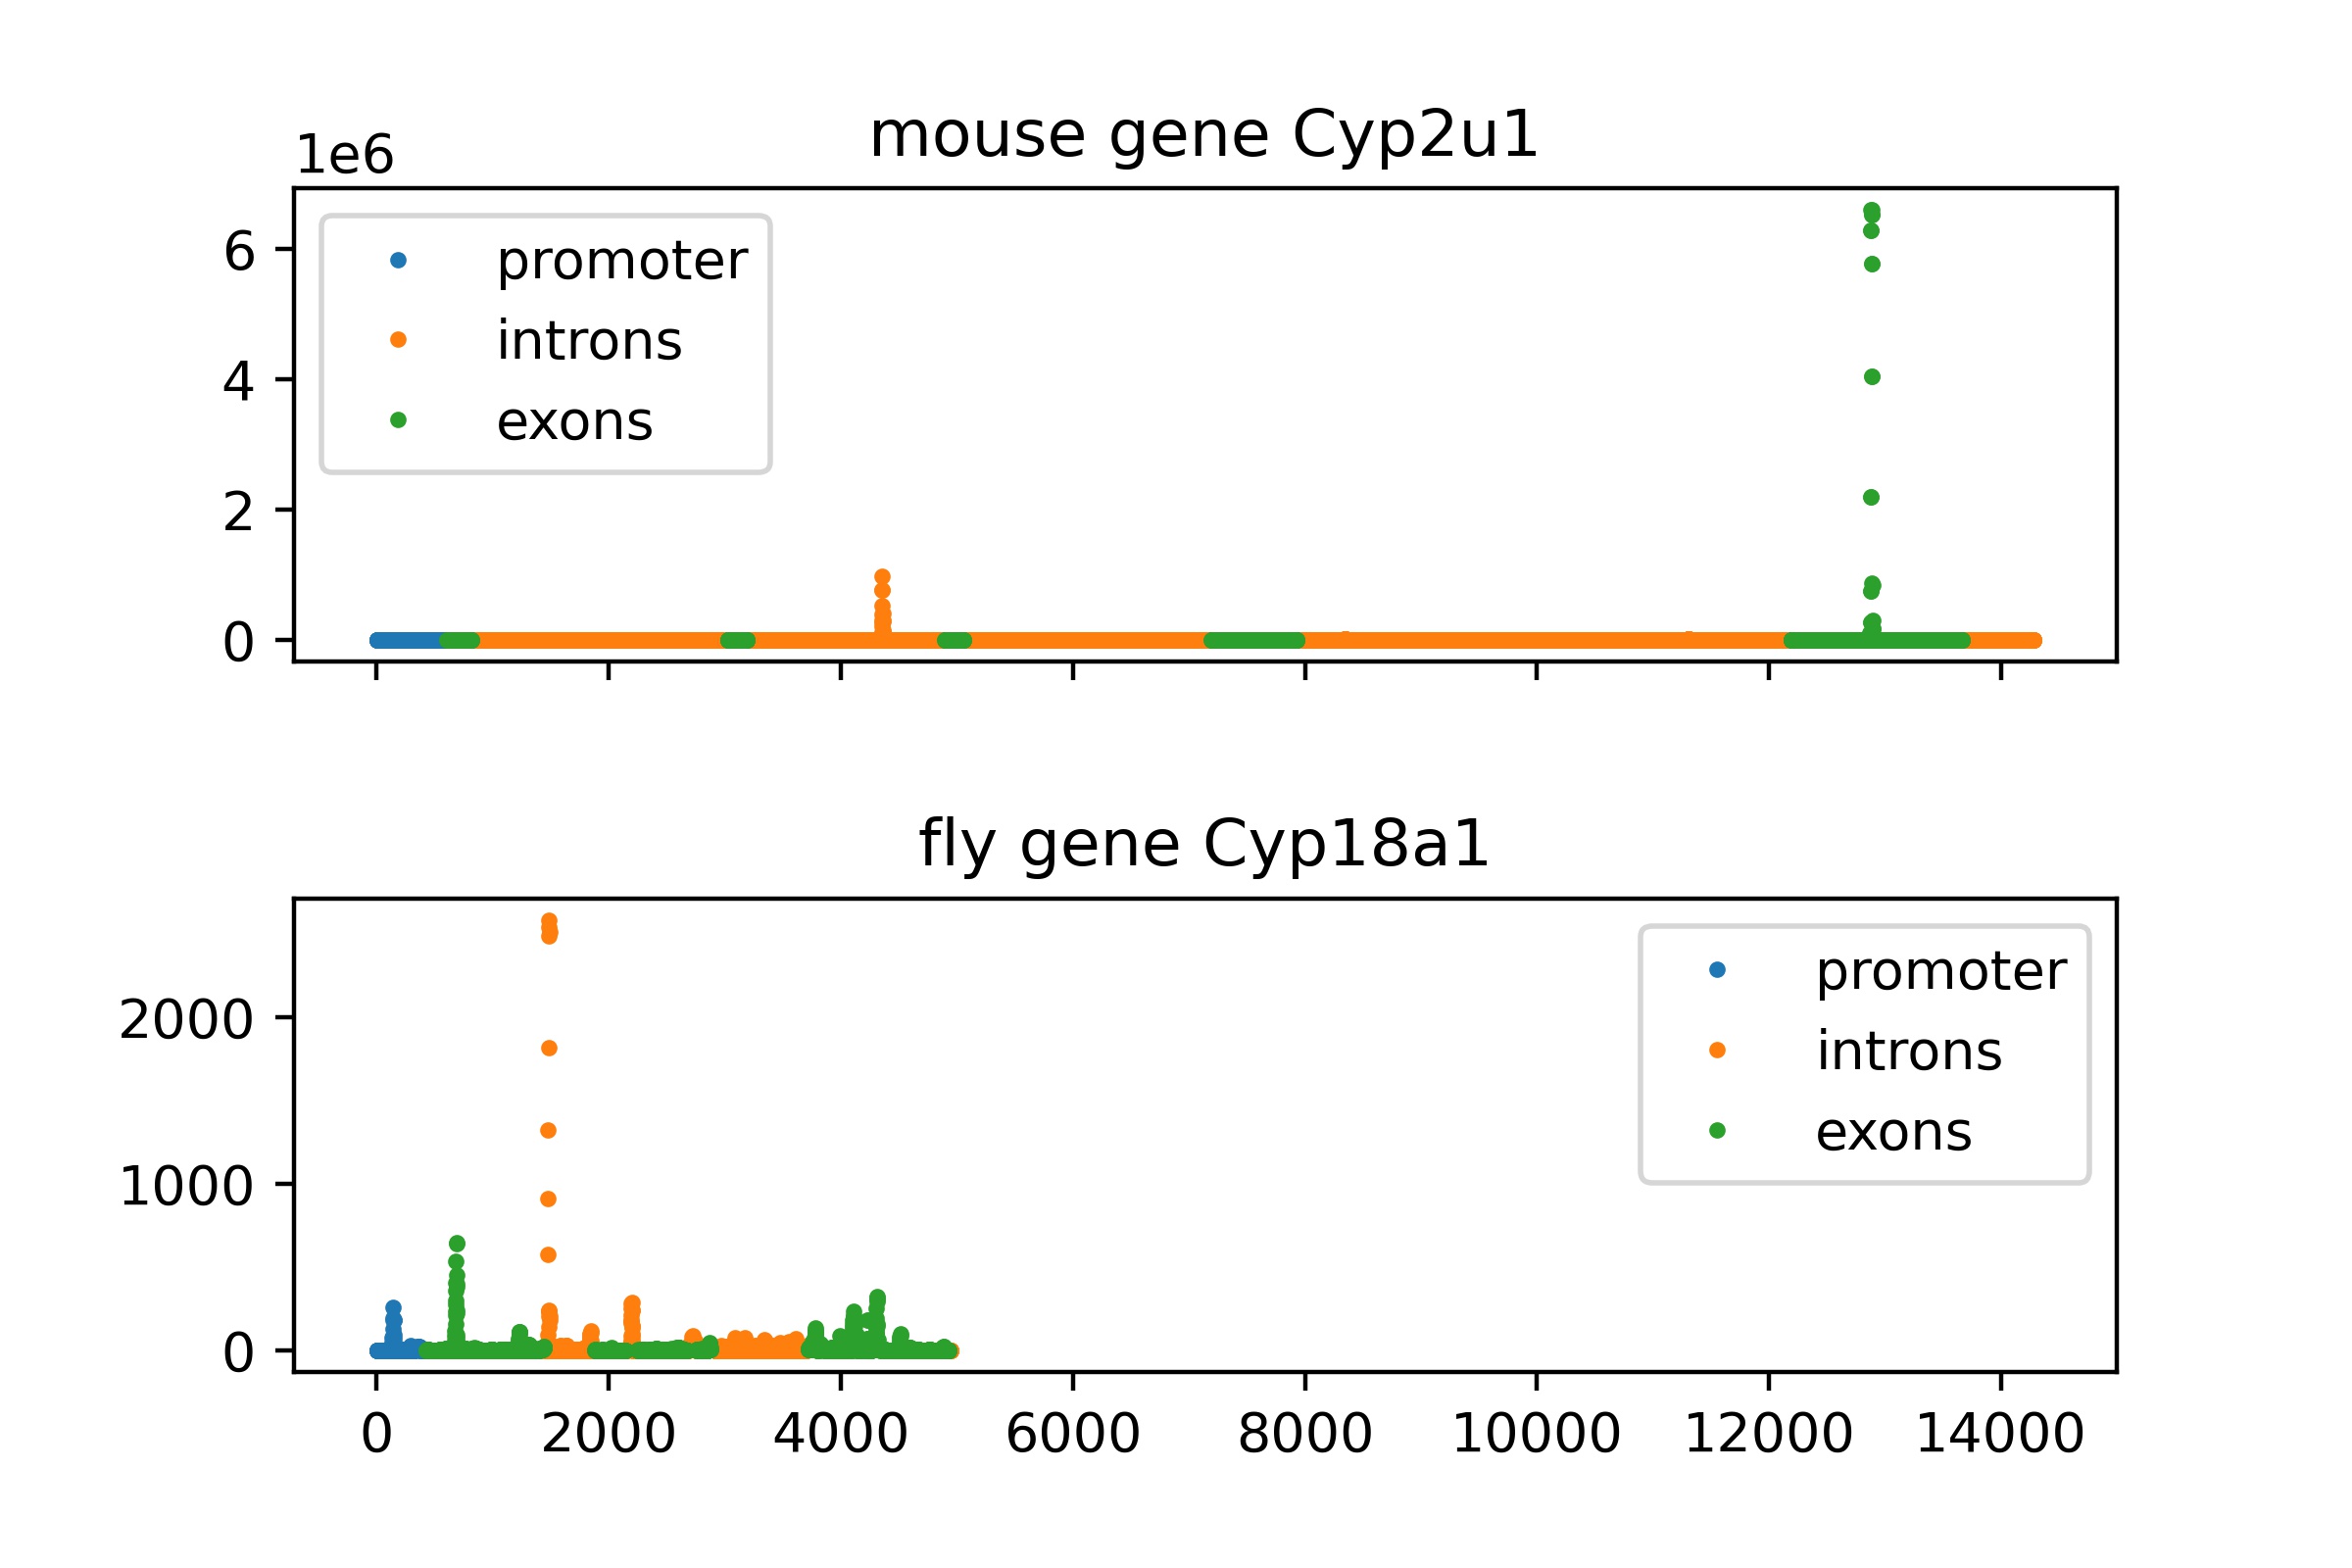 mouse gene Cyp2u1
1e6
6
4
2
0
promoter
introns
exons
fly gene Cyp18a1
2000
1000
0
promoter
introns
exons
0 2000 4000 6000 8000 10000 12000 14000